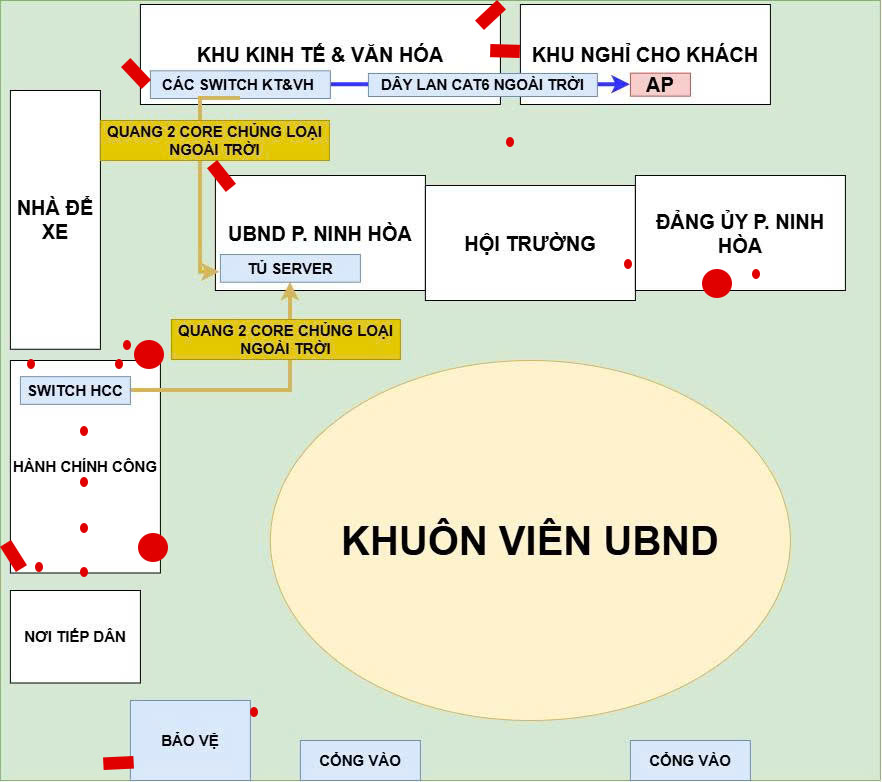 KHU KINH TẾ & VĂN HÓA
KHU NGHỈ CHO KHÁCH
CÁC SWITCH KT&VH
DÂY LAN CAT6 NGOÀI TRỜI
AP
QUANG 2 CORE CHỦNG LOẠI
NGOÀI TRỜI
NHÀ ĐỂ
XE
UBND P. NINH HÒA
TỦ SERVER
HỘI TRƯỜNG
ĐẢNG ỦY P. NINH
HÒA
QUANG 2 CORE CHỦNG LOẠI
NGOÀI TRỜI
SWITCH HCC
HÀNH CHÍNH CÔNG
KHUÔN VIÊN UBND
NƠI TIẾP DÂN
BẢO VỆ
CỔNG VÀO
CỔNG VÀO